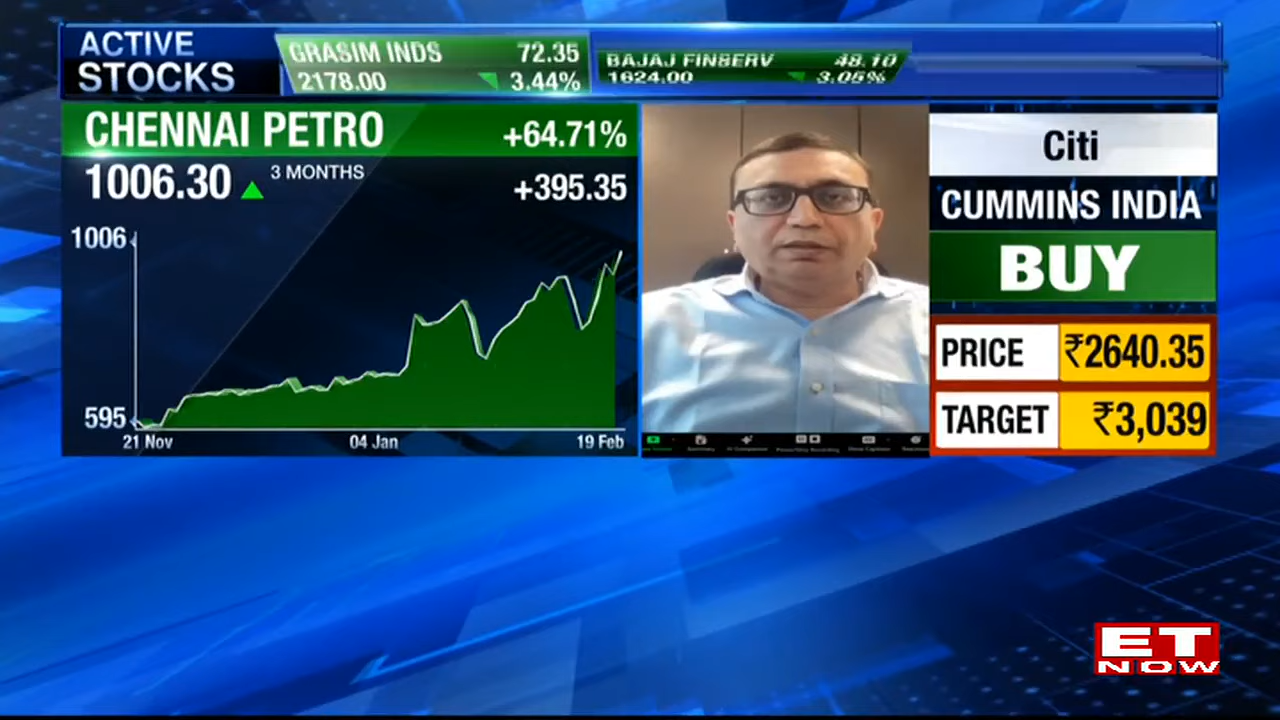 ACTIVE
STOCKS
GRASIM INDS 72.35
2178.00 3.44%
BAJAJ FINSERV 48.10
1624.00 3.05%
CHENNAI PETRO +64.71%
1006.30 3 MONTHS +395.35
1006
595
21 Nov 04 Jan 19 Feb
Citi
CUMMINS INDIA
BUY
PRICE ₹2640.35
TARGET ₹3,039
ET
NOW